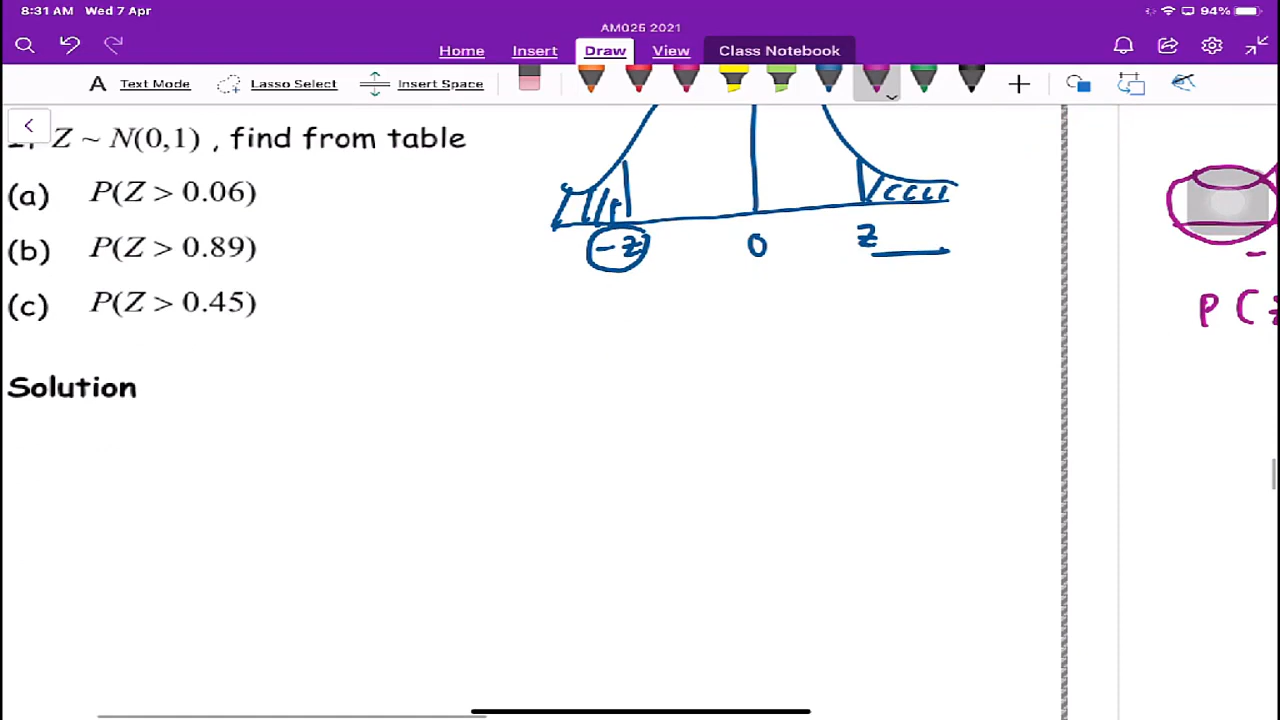 8:31 AM Wed 7 Apr
94%
AM025 2021
Home Insert Draw View Class Notebook
Text Mode Lasso Select Insert Space
Z ~ N(0,1) , find from table
(a) P(Z > 0.06)
(b) P(Z > 0.89)
(c) P(Z > 0.45)
-z 0 z
P (
Solution